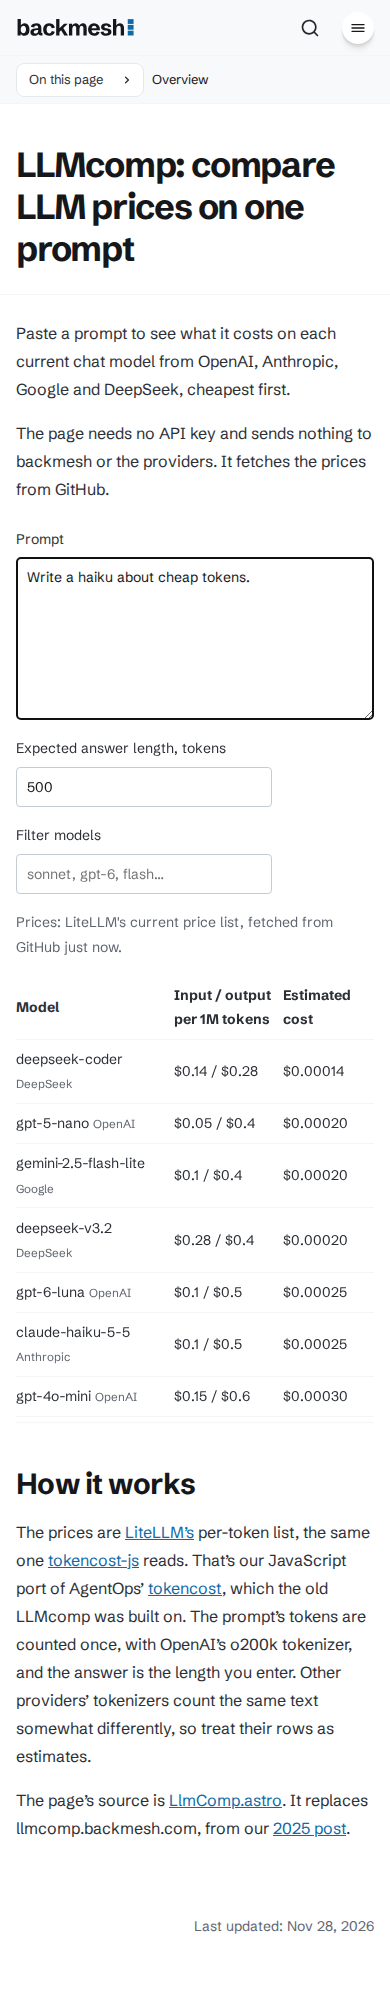 backmesh
On this page Overview
LLMcomp: compare
LLM prices on one
prompt
Paste a prompt to see what it costs on each
current chat model from OpenAI, Anthropic,
Google and DeepSeek, cheapest first.
The page needs no API key and sends nothing to
backmesh or the providers. It fetches the prices
from GitHub.
Prompt
Write a haiku about cheap tokens.
Expected answer length, tokens
500
Filter models
sonnet, gpt-6, flash…
Prices: LiteLLM's current price list, fetched from
GitHub just now.
Model Input / output per 1M tokens Estimated cost
deepseek-coder DeepSeek $0.14 / $0.28 $0.00014
gpt-5-nano OpenAI $0.05 / $0.4 $0.00020
gemini-2.5-flash-lite Google $0.1 / $0.4 $0.00020
deepseek-v3.2 DeepSeek $0.28 / $0.4 $0.00020
gpt-6-luna OpenAI $0.1 / $0.5 $0.00025
claude-haiku-5-5 Anthropic $0.1 / $0.5 $0.00025
gpt-4o-mini OpenAI $0.15 / $0.6 $0.00030
How it works
The prices are LiteLLM’s per-token list, the same
one tokencost-js reads. That’s our JavaScript
port of AgentOps’ tokencost, which the old
LLMcomp was built on. The prompt’s tokens are
counted once, with OpenAI’s o200k tokenizer,
and the answer is the length you enter. Other
providers’ tokenizers count the same text
somewhat differently, so treat their rows as
estimates.
The page’s source is LlmComp.astro. It replaces
llmcomp.backmesh.com, from our 2025 post.
Last updated: Nov 28, 2026